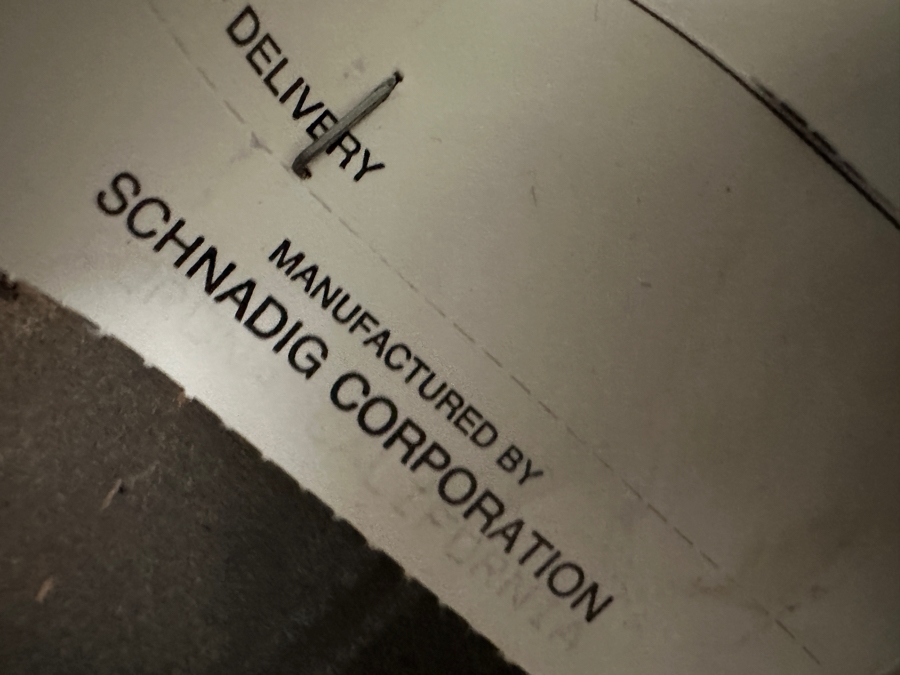 DELIVERY
MANUFACTURED BY
SCHNADIG CORPORATION